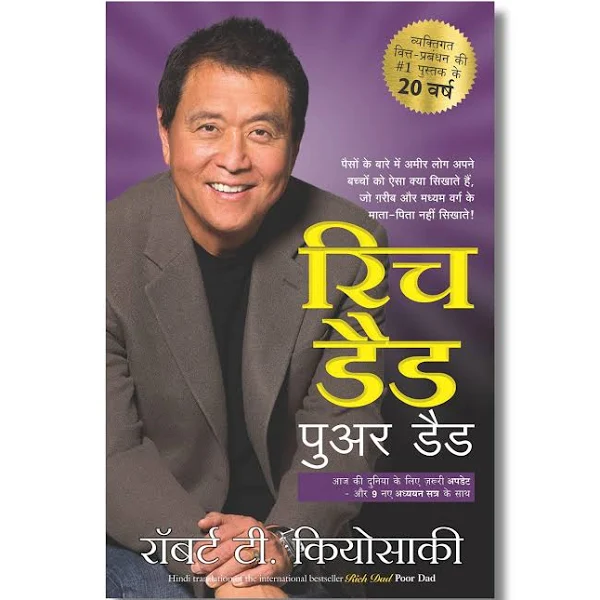 व्यक्तिगत
वित्त-प्रबंधन की
#1 पुस्तक के
20 वर्ष
पैसों के बारे में अमीर लोग अपने
बच्चों को ऐसा क्या सिखाते हैं,
जो ग़रीब और मध्यम वर्ग के
माता-पिता नहीं सिखाते!
रिच
डैड
पुअर डैड
आज की दुनिया के लिए ज़रूरी अपडेट
- और 9 नए अध्ययन सत्र के साथ
रॉबर्ट टी. कियोसाकी
Hindi translation of the international bestseller Rich Dad Poor Dad